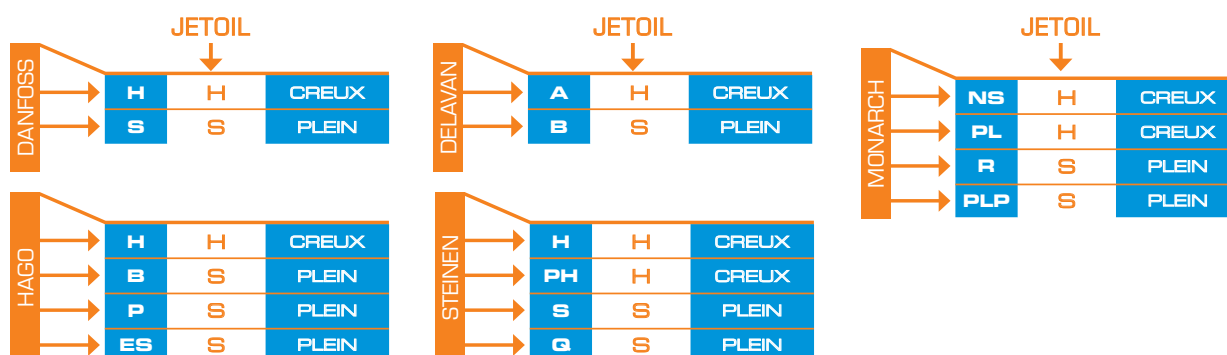 JETOIL
DANFOSS
H H CREUX
S S PLEIN
JETOIL
DELAVAN
A H CREUX
B S PLEIN
JETOIL
MONARCH
NS H CREUX
PL H CREUX
R S PLEIN
PLP S PLEIN
HAGO
H H CREUX
B S PLEIN
P S PLEIN
ES S PLEIN
STEINEN
H H CREUX
PH H CREUX
S S PLEIN
Q S PLEIN